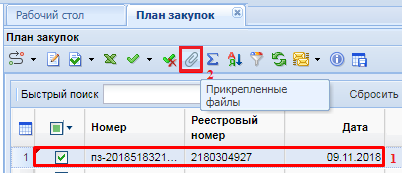 Рабочий стол План закупок
План закупок
2
Быстрый поиск Прикрепленные файлы Сбросить
Номер Реестровый номер Дата
1 пз-2018518321... 2180304927 09.11.2018 1